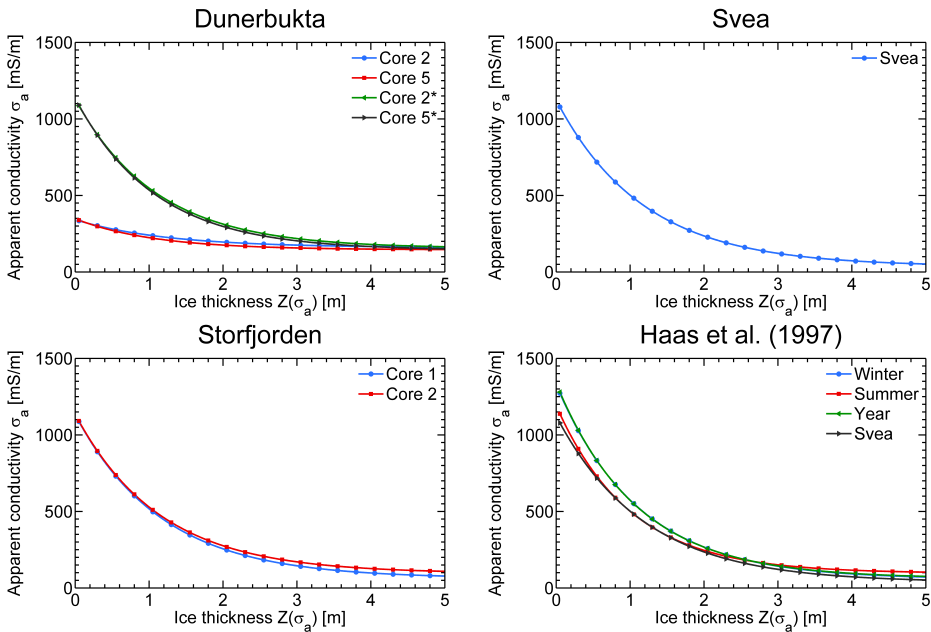 Dunerbukta
Apparent conductivity σa [mS/m]
1500
1000
500
0
0 1 2 3 4 5
Ice thickness Z(σa) [m]
Core 2
Core 5
Core 2*
Core 5*
Svea
Apparent conductivity σa [mS/m]
1500
1000
500
0
0 1 2 3 4 5
Ice thickness Z(σa) [m]
Svea
Storfjorden
Apparent conductivity σa [mS/m]
1500
1000
500
0
0 1 2 3 4 5
Ice thickness Z(σa) [m]
Core 1
Core 2
Haas et al. (1997)
Apparent conductivity σa [mS/m]
1500
1000
500
0
0 1 2 3 4 5
Ice thickness Z(σa) [m]
Winter
Summer
Year
Svea